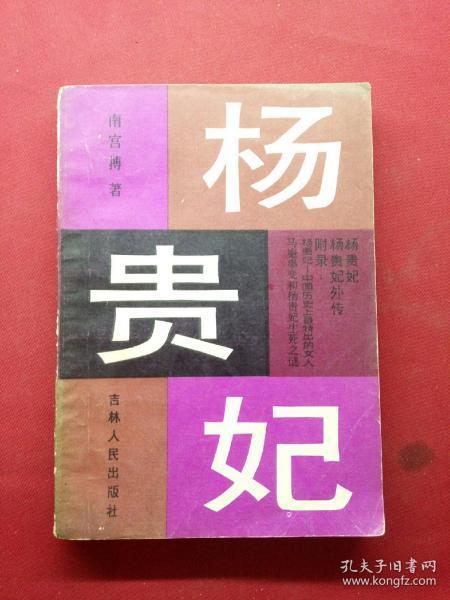 南宫搏著
杨
贵
妃
杨贵妃
杨贵妃外传
附录：
杨贵妃——中国历史上最特出的女人
马嵬事变和杨贵妃生死之谜
吉林人民出版社
孔夫子旧书网
www.kongfz.com